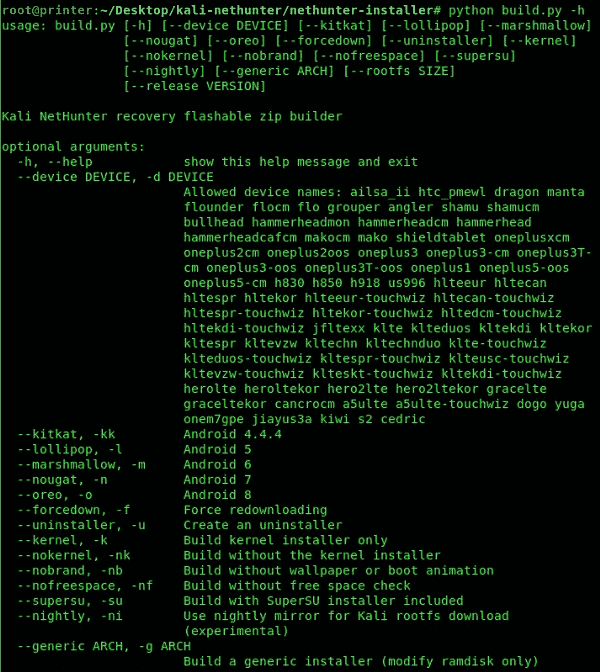 root@printer:~/Desktop/kali-nethunter/nethunter-installer# python build.py -h
usage: build.py [-h] [--device DEVICE] [--kitkat] [--lollipop] [--marshmallow]
                [--nougat] [--oreo] [--forcedown] [--uninstaller] [--kernel]
                [--nokernel] [--nobrand] [--nofreespace] [--supersu]
                [--nightly] [--generic ARCH] [--rootfs SIZE]
                [--release VERSION]

Kali NetHunter recovery flashable zip builder

optional arguments:
  -h, --help            show this help message and exit
  --device DEVICE, -d DEVICE
                        Allowed device names: ailsa_ii htc_pmewl dragon manta
                        flounder flocm flo grouper angler shamu shamucm
                        bullhead hammerheadmon hammerheadcm hammerhead
                        hammerheadcafcm makocm mako shieldtablet oneplusxcm
                        oneplus2cm oneplus2oos oneplus3 oneplus3-cm oneplus3T-
                        cm oneplus3-oos oneplus3T-oos oneplus1 oneplus5-oos
                        oneplus5-cm h830 h850 h918 us996 hlteeur hltecan
                        hltespr hltekor hlteeur-touchwiz hltecan-touchwiz
                        hltespr-touchwiz hltekor-touchwiz hltedcm-touchwiz
                        hltekdi-touchwiz jfltexx klte klteduos kltekdi kltekor
                        kltespr kltevzw kltechn kltechnduo klte-touchwiz
                        klteduos-touchwiz kltespr-touchwiz klteusc-touchwiz
                        kltevzw-touchwiz klteskt-touchwiz kltekdi-touchwiz
                        herolte heroltekor hero2lte hero2ltekor gracelte
                        graceltekor cancrocm a5ulte a5ulte-touchwiz dogo yuga
                        onem7gpe jiayus3a kiwi s2 cedric
  --kitkat, -kk         Android 4.4.4
  --lollipop, -l        Android 5
  --marshmallow, -m     Android 6
  --nougat, -n          Android 7
  --oreo, -o            Android 8
  --forcedown, -f       Force redownloading
  --uninstaller, -u     Create an uninstaller
  --kernel, -k          Build kernel installer only
  --nokernel, -nk       Build without the kernel installer
  --nobrand, -nb        Build without wallpaper or boot animation
  --nofreespace, -nf    Build without free space check
  --supersu, -su        Build with SuperSU installer included
  --nightly, -ni        Use nightly mirror for Kali rootfs download
                        (experimental)
  --generic ARCH, -g ARCH
                        Build a generic installer (modify ramdisk only)